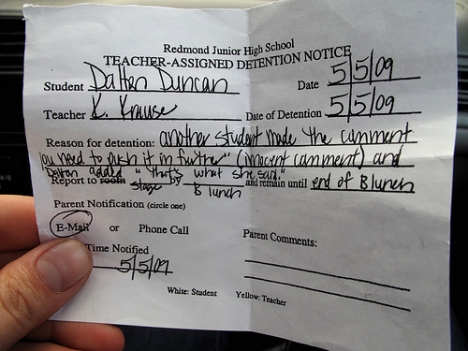 Redmond Junior High School
TEACHER-ASSIGNED DETENTION NOTICE
Student Dalton Duncan Date 5/5/09
Teacher K. Krause Date of Detention 5/5/09
Reason for detention: another student made the comment
"you need to push it in further" (innocent comment) and
Dalton added "that's what she said."
Report to room stage by B lunch and remain until end of B lunch
Parent Notification (circle one)
E-Mail or Phone Call Parent Comments:
Time Notified
5/5/09
White: Student Yellow: Teacher